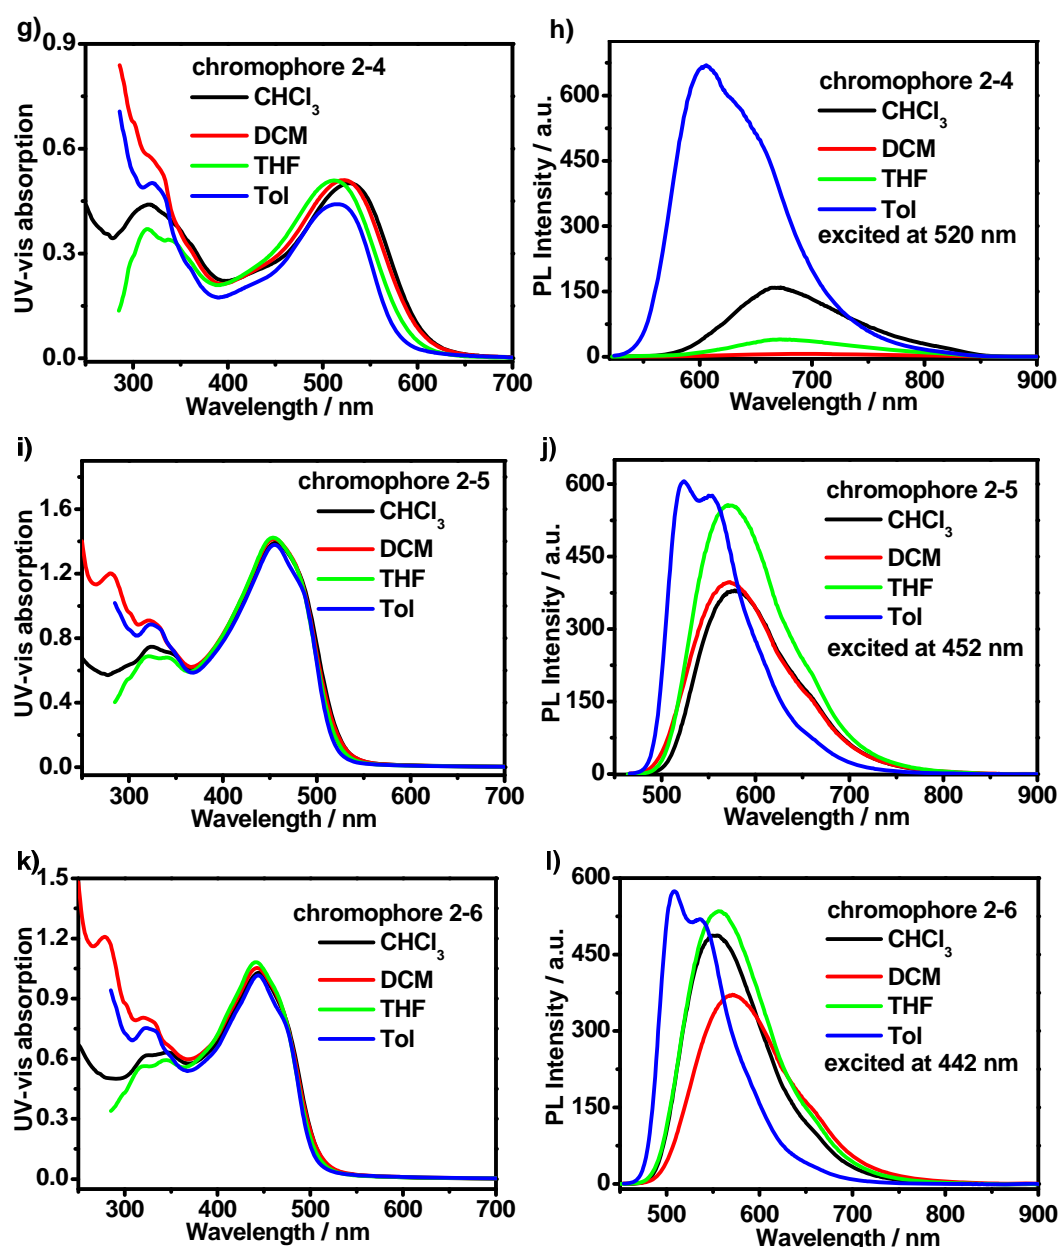 g)
0.9
0.6
0.3
0.0
UV-vis absorption
chromophore 2-4
CHCl3
DCM
THF
Tol
300 400 500 600 700
Wavelength / nm
h)
600
450
300
150
0
PL Intensity / a.u.
chromophore 2-4
CHCl3
DCM
THF
Tol
excited at 520 nm
600 700 800 900
Wavelength / nm
i)
1.6
1.2
0.8
0.4
0.0
UV-vis absorption
chromophore 2-5
CHCl3
DCM
THF
Tol
300 400 500 600 700
Wavelength / nm
j)
600
450
300
150
0
PL Intensity / a.u.
chromophore 2-5
CHCl3
DCM
THF
Tol
excited at 452 nm
500 600 700 800 900
Wavelength / nm
k)
1.5
1.2
0.9
0.6
0.3
0.0
UV-vis absorption
chromophore 2-6
CHCl3
DCM
THF
Tol
300 400 500 600 700
Wavelength / nm
l)
600
450
300
150
0
PL Intensity / a.u.
chromophore 2-6
CHCl3
DCM
THF
Tol
excited at 442 nm
500 600 700 800 900
Wavelength / nm